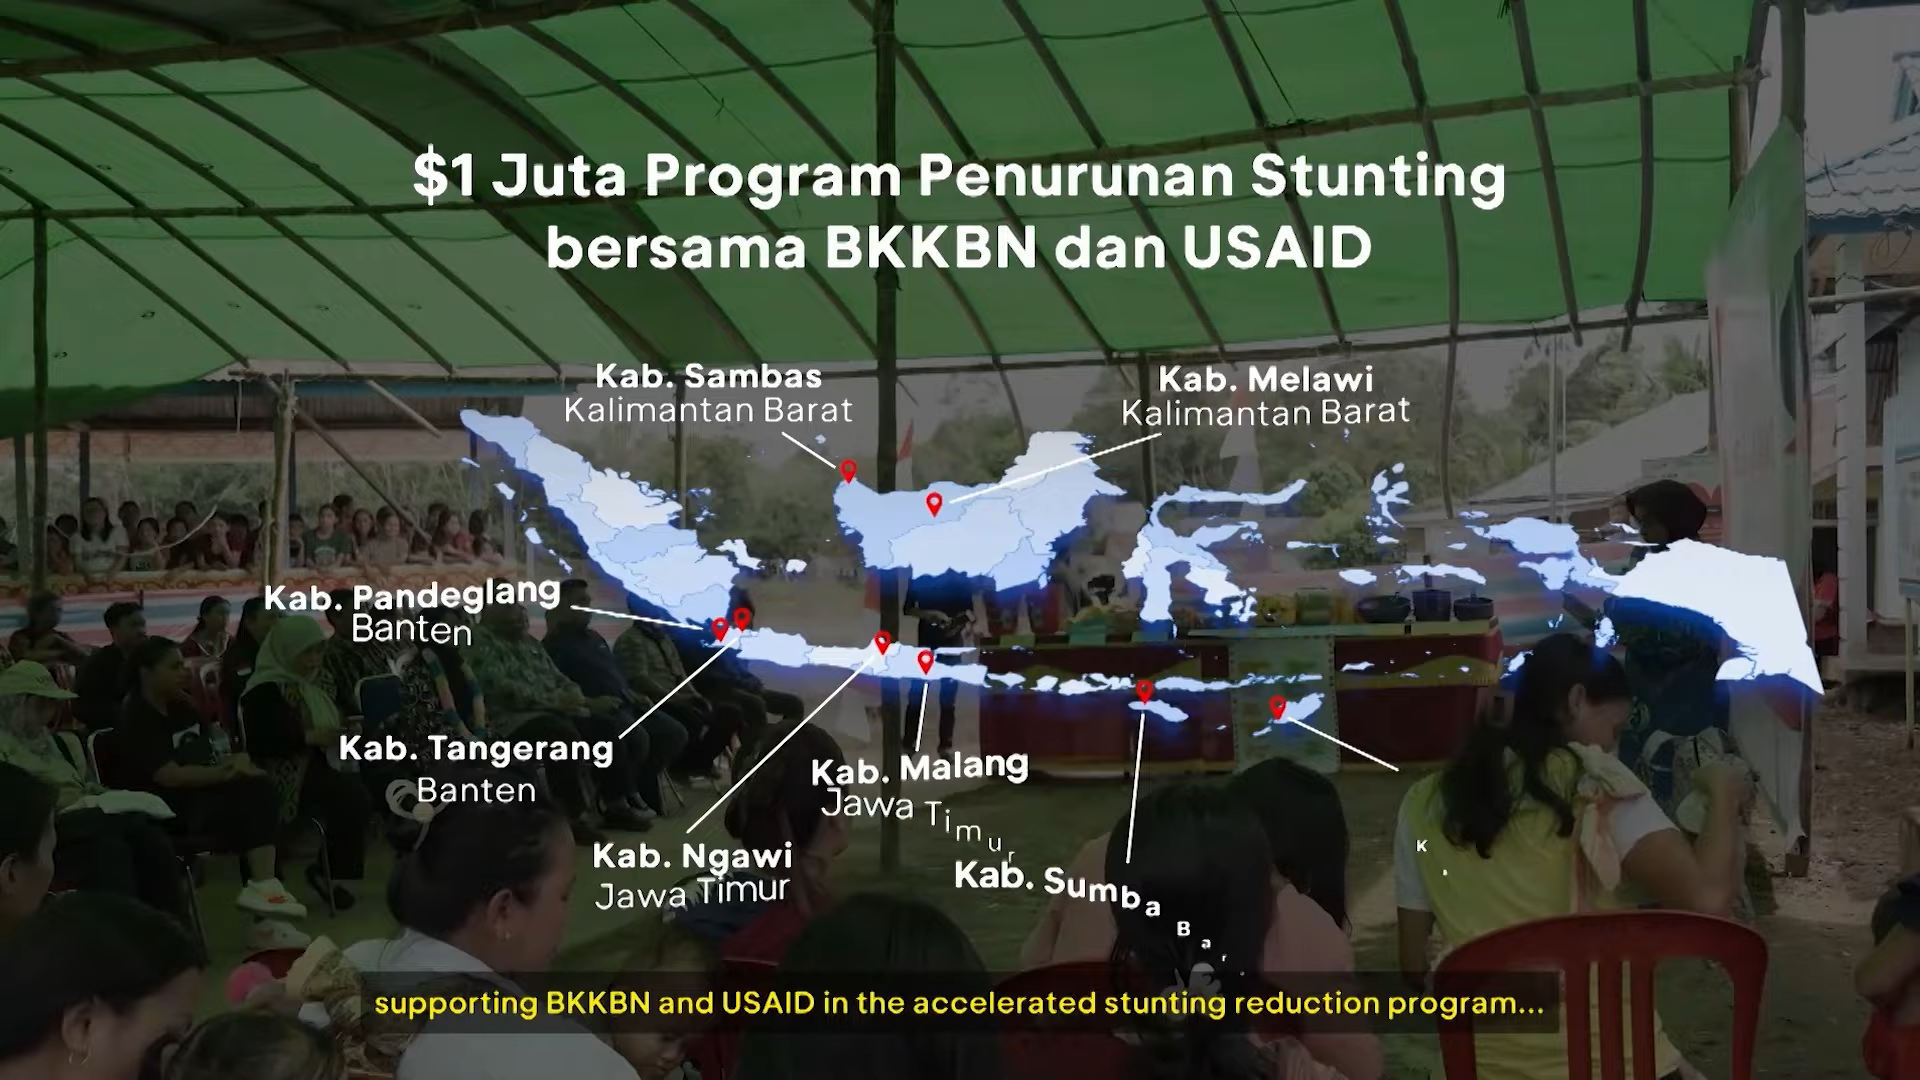 $1 Juta Program Penurunan Stunting
bersama BKKBN dan USAID
Kab. Sambas
Kalimantan Barat
Kab. Melawi
Kalimantan Barat
Kab. Pandeglang
Banten
Kab. Tangerang
Banten
Kab. Malang
Jawa Timur
Kab. Ngawi
Jawa Timur
Kab. Sumba
Bar
K
supporting BKKBN and USAID in the accelerated stunting reduction program...